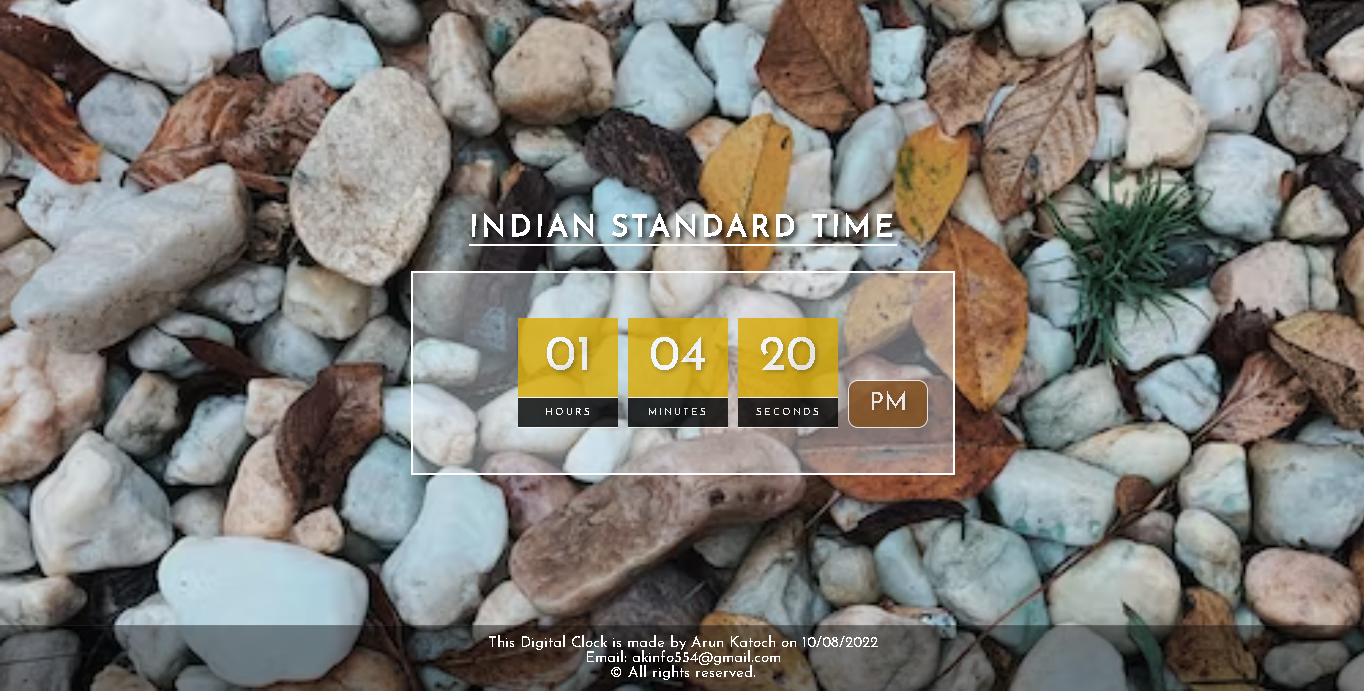 INDIAN STANDARD TIME
01 04 20
HOURS MINUTES SECONDS PM
This Digital Clock is made by Arun Katoch on 10/08/2022
Email: akinfo554@gmail.com
© All rights reserved.